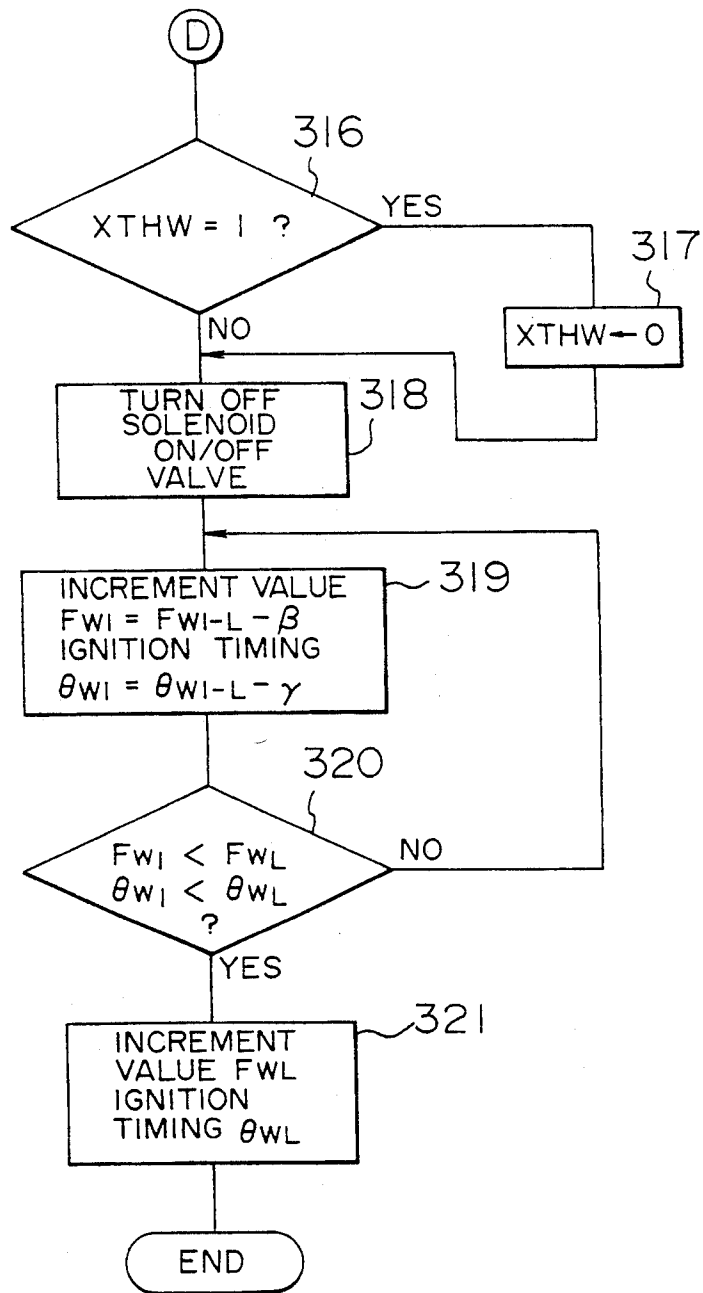 D
316
XTHW = 1 ?
YES
317
XTHW ← 0
NO
318
TURN OFF
SOLENOID
ON/OFF
VALVE
319
INCREMENT VALUE
FWI = FWI-L - β
IGNITION TIMING
θWI = θWI-L - γ
320
FWI < FWL
θWI < θWL
?
NO
YES
321
INCREMENT
VALUE FWL
IGNITION
TIMING θWL
END